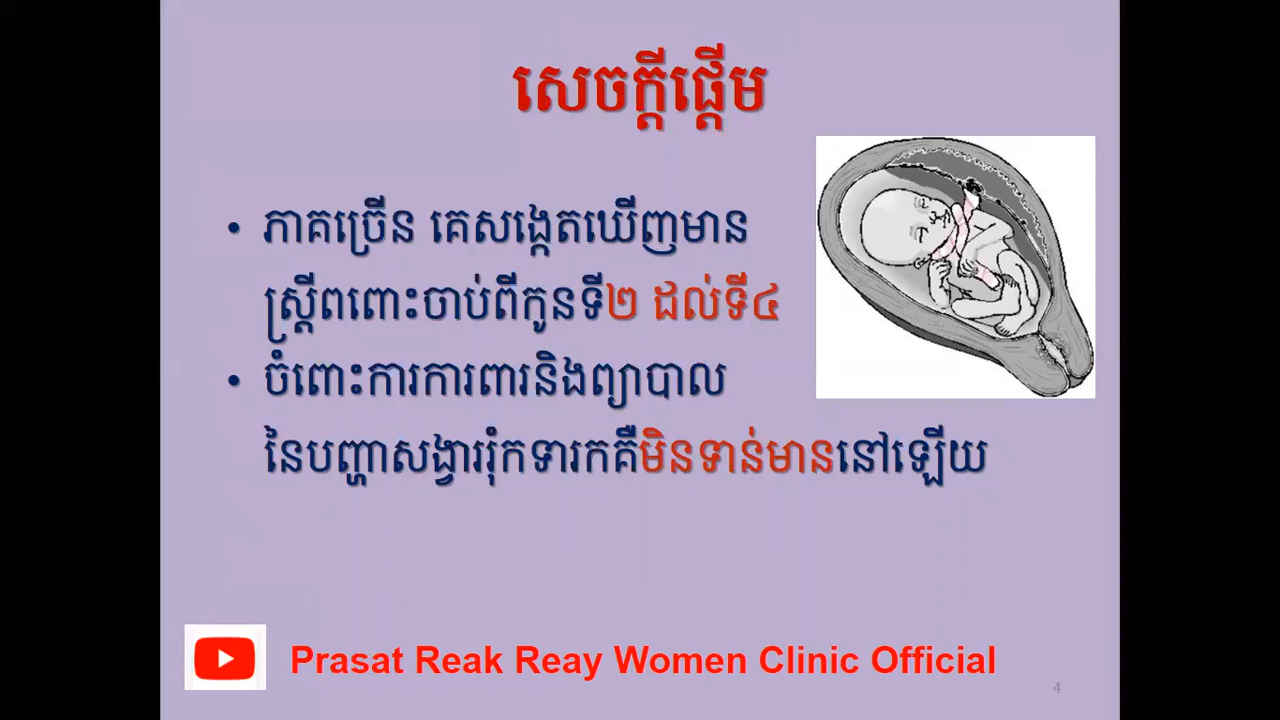 សេចក្តីផ្តើម
• ភាគច្រើន គេសង្កេតឃើញមាន
ស្ត្រីពពោះចាប់ពីកូនទី២ ដល់ទី៤
• ចំពោះការការពារនិងព្យាបាល
នៃបញ្ហាសង្វាររុំកទារកគឺមិនទាន់មាននៅឡើយ
Prasat Reak Reay Women Clinic Official
4